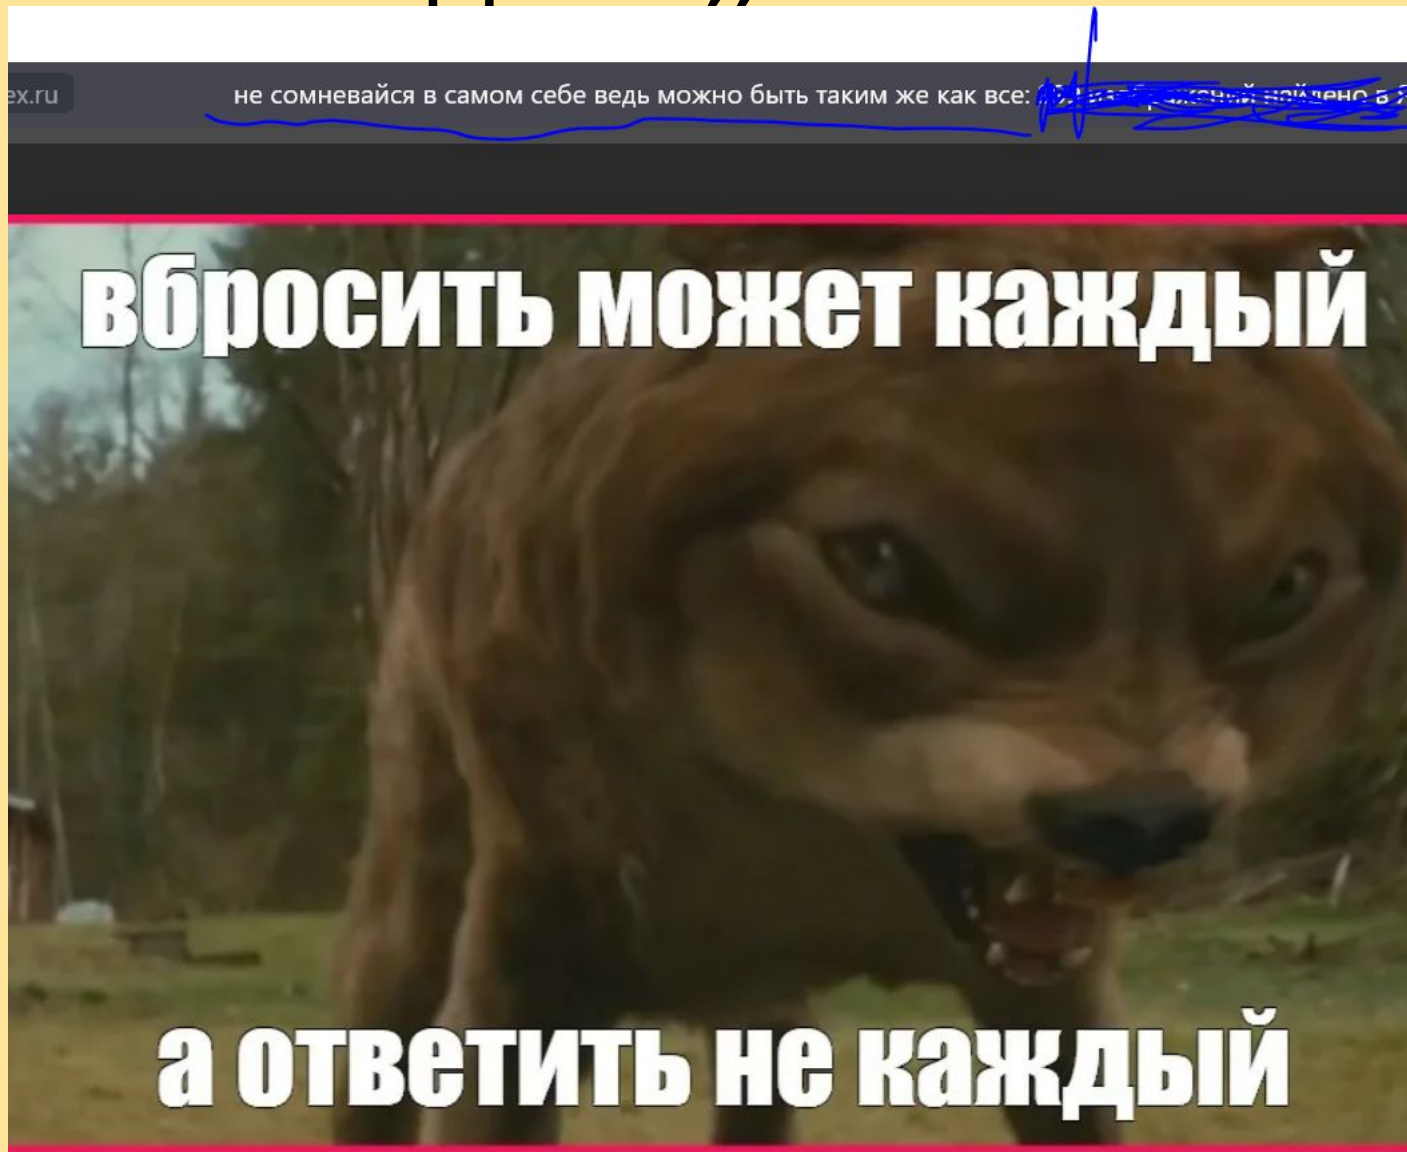 ex.ru
не сомневайся в самом себе ведь можно быть таким же как все:
найдено в
вбросить может каждый
а ответить не каждый